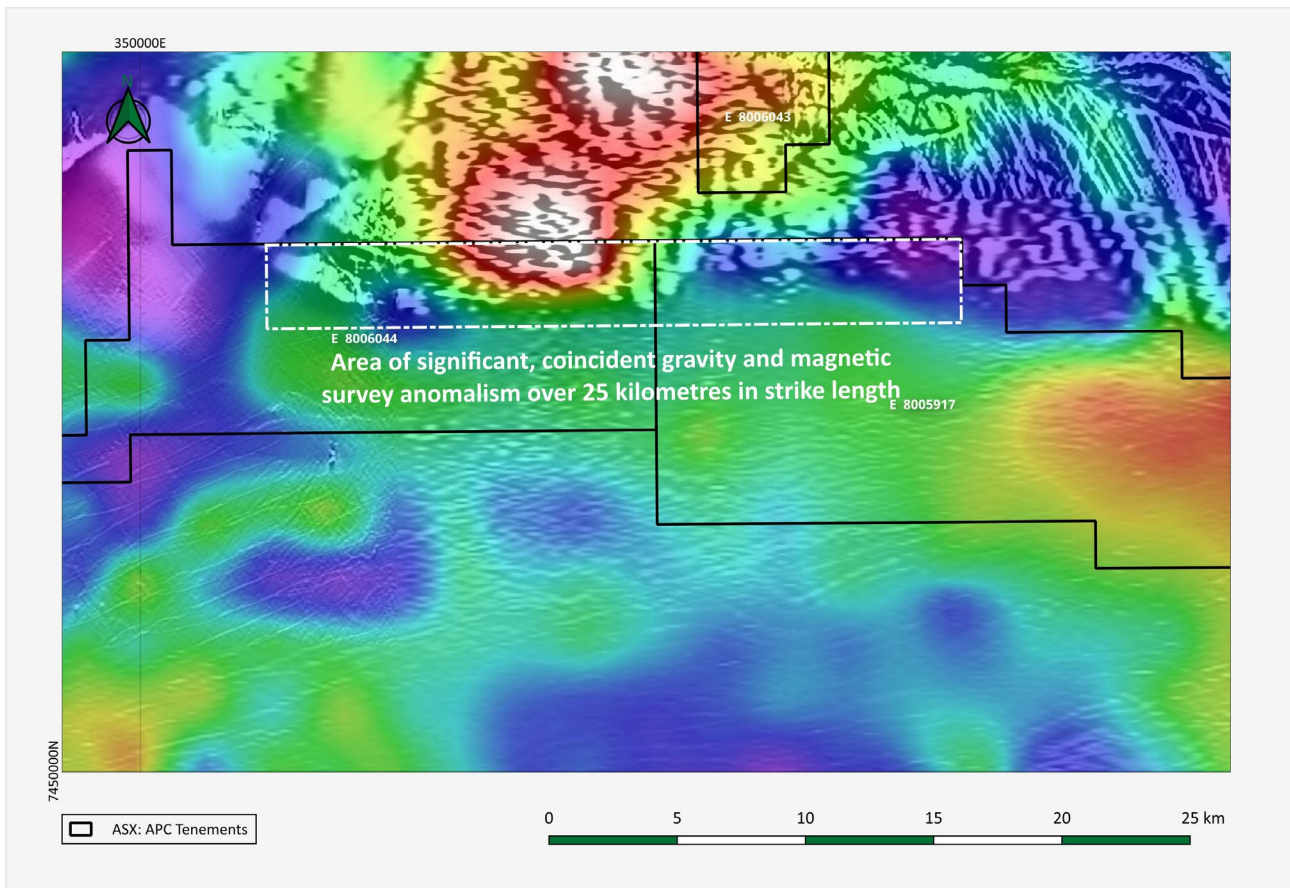 350000E
N
E 8006043
E 8006044
Area of significant, coincident gravity and magnetic
survey anomalism over 25 kilometres in strike length
E 8005917
7450000N
ASX: APC Tenements
0 5 10 15 20 25 km